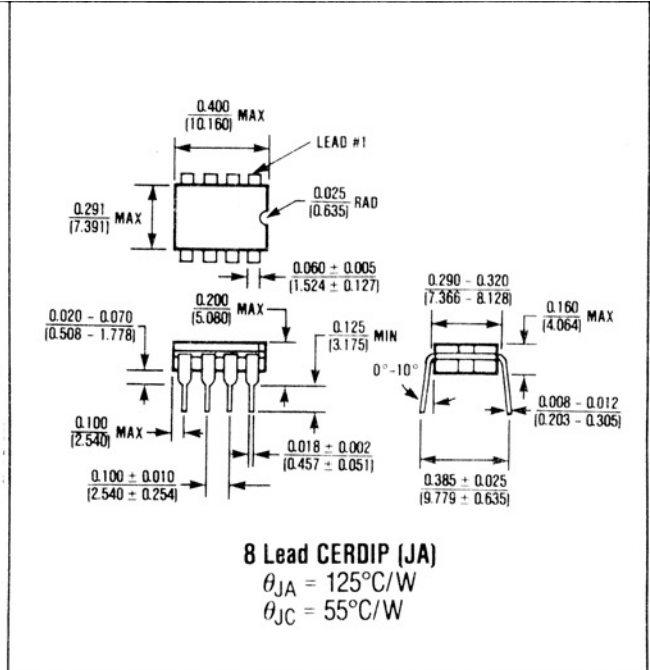 0.400
(10.160)
MAX
LEAD #1
0.291
(7.391)
MAX
0.025
(0.635)
RAD
0.060 ± 0.005
(1.524 ± 0.127)
0.290 - 0.320
(7.366 - 8.128)
0.200
(5.080)
MAX
0.160
(4.064)
MAX
0.020 - 0.070
(0.508 - 1.778)
0.125
(3.175)
MIN
0°-10°
0.008 - 0.012
(0.203 - 0.305)
0.100
(2.540)
MAX
0.018 ± 0.002
(0.457 ± 0.051)
0.100 ± 0.010
(2.540 ± 0.254)
0.385 ± 0.025
(9.779 ± 0.635)
8 Lead CERDIP (JA)
θJA = 125°C/W
θJC = 55°C/W